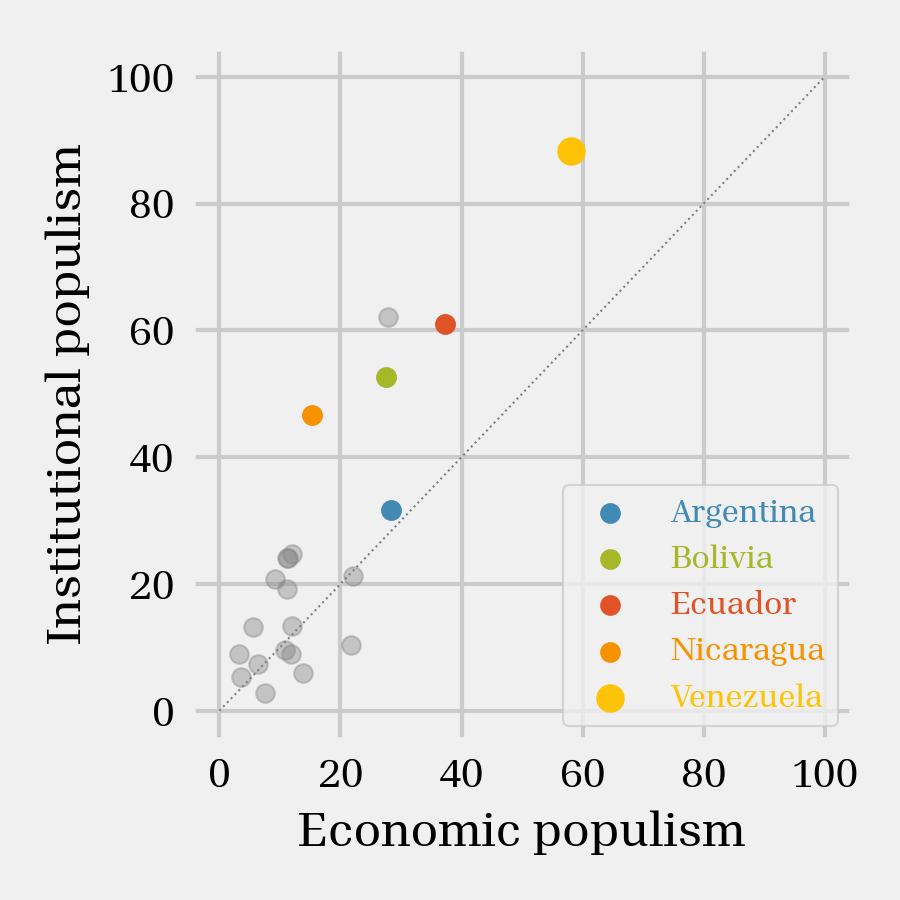 100
80
60
40
20
0
Institutional populism
Argentina
Bolivia
Ecuador
Nicaragua
Venezuela
0 20 40 60 80 100
Economic populism